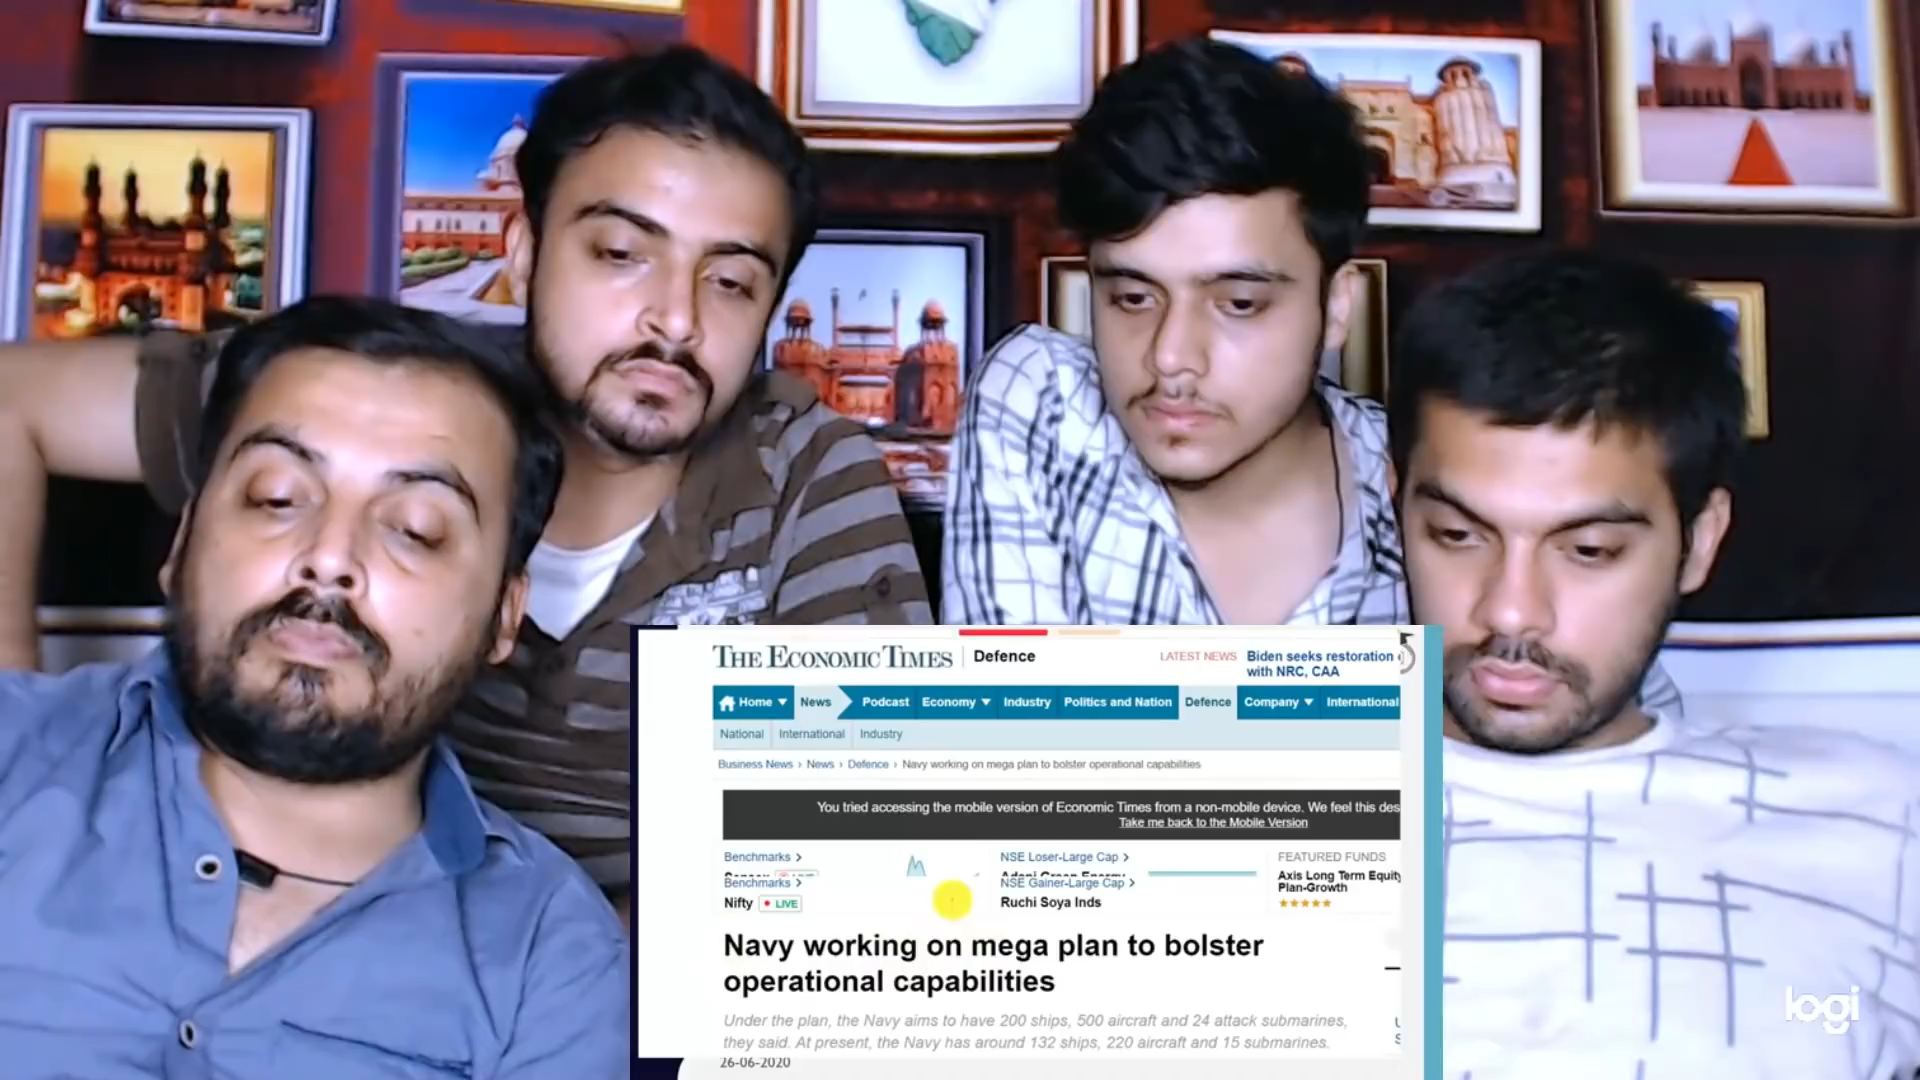 THE ECONOMIC TIMES
Defence
LATEST NEWS
Biden seeks restoration
with NRC, CAA
Home
News
Podcast
Economy
Industry
Politics and Nation
Defence
Company
International
National
International
Industry
Business News › News › Defence › Navy working on mega plan to bolster operational capabilities
You tried accessing the mobile version of Economic Times from a non-mobile device. We feel this des
Take me back to the Mobile Version
Benchmarks >
NSE Loser-Large Cap >
FEATURED FUNDS
Adani Green Energy
Axis Long Term Equity
Plan-Growth
Benchmarks >
NSE Gainer-Large Cap >
Nifty
LIVE
Ruchi Soya Inds
Navy working on mega plan to bolster
operational capabilities
Under the plan, the Navy aims to have 200 ships, 500 aircraft and 24 attack submarines,
they said. At present, the Navy has around 132 ships, 220 aircraft and 15 submarines.
26-06-2020
logi